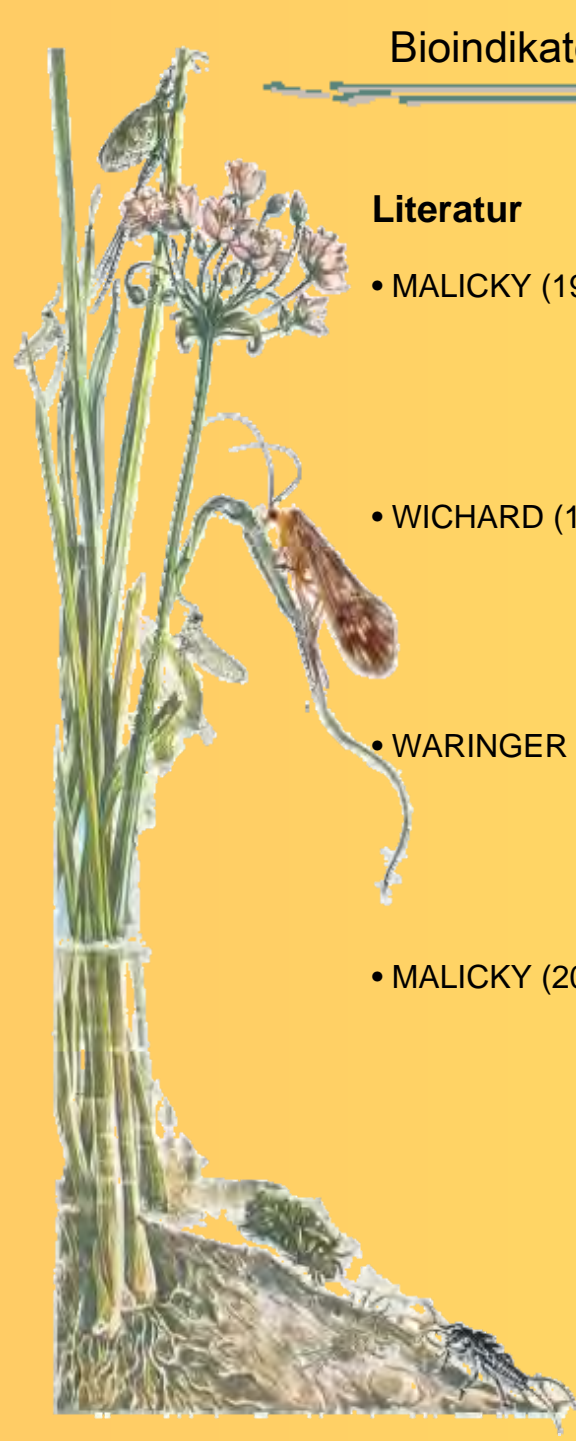 Bioindikat
Literatur
• MALICKY (19
• WICHARD (1
• WARINGER
• MALICKY (20